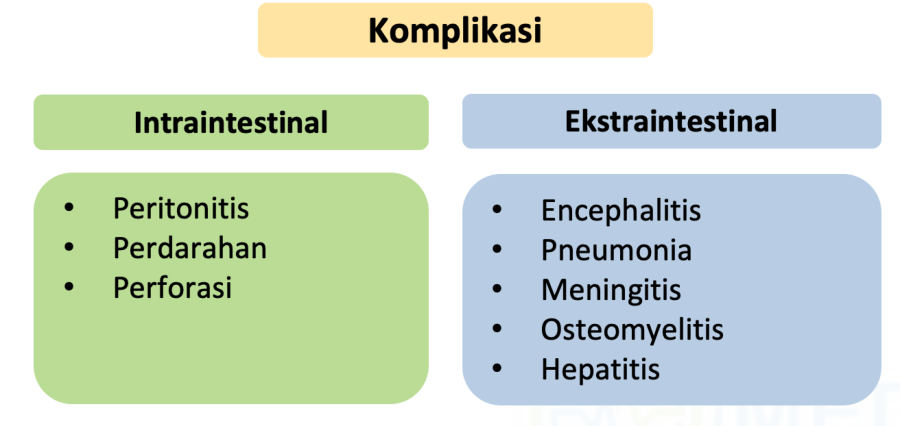 Komplikasi
Intraintestinal
• Peritonitis
• Perdarahan
• Perforasi
Ekstraintestinal
• Encephalitis
• Pneumonia
• Meningitis
• Osteomyelitis
• Hepatitis